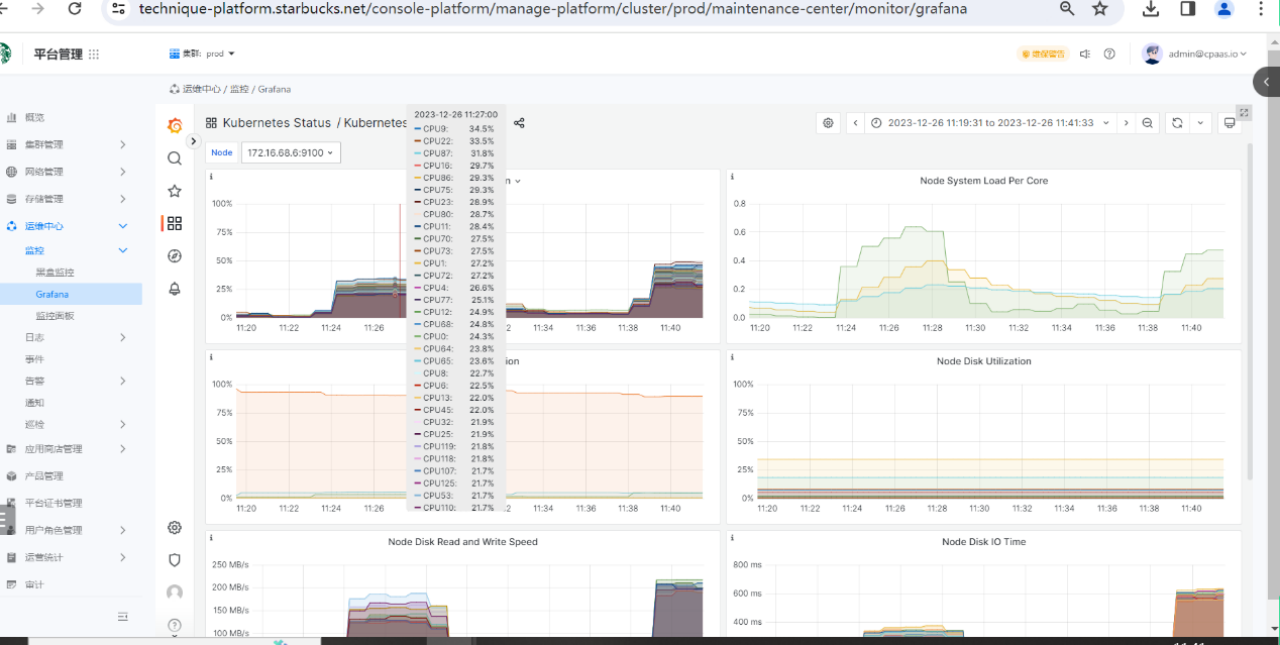 technique-platform.starbucks.net/console-platform/manage-platform/cluster/prod/maintenance-center/monitor/grafana
平台管理
集群: prod
维保警告
admin@cpaas.io
运维中心 / 监控 / Grafana
概览
集群管理
网络管理
存储管理
运维中心
监控
黑盒监控
Grafana
监控面板
日志
事件
告警
通知
巡检
应用商店管理
产品管理
平台证书管理
用户角色管理
运营统计
审计
Kubernetes Status / Kubernetes
2023-12-26 11:19:31 to 2023-12-26 11:41:33
Node 172.16.68.6:9100
2023-12-26 11:27:00
CPU9: 34.5%
CPU22: 33.5%
CPU87: 31.8%
CPU16: 29.7%
CPU86: 29.3%
CPU75: 29.3%
CPU23: 28.9%
CPU80: 28.7%
CPU11: 28.4%
CPU70: 27.5%
CPU73: 27.5%
CPU1: 27.2%
CPU72: 27.2%
CPU4: 26.6%
CPU77: 25.1%
CPU12: 24.9%
CPU68: 24.8%
CPU0: 24.3%
CPU64: 23.8%
CPU65: 23.6%
CPU8: 22.7%
CPU6: 22.5%
CPU13: 22.0%
CPU45: 22.0%
CPU32: 21.9%
CPU25: 21.9%
CPU119: 21.8%
CPU118: 21.8%
CPU107: 21.7%
CPU125: 21.7%
CPU53: 21.7%
CPU110: 21.7%
n
100%
75%
50%
25%
0%
11:20 11:22 11:24 11:26 2 11:34 11:36 11:38 11:40
Node System Load Per Core
0.8
0.6
0.4
0.2
0.0
11:20 11:22 11:24 11:26 11:28 11:30 11:32 11:34 11:36 11:38 11:40
ion
100%
75%
50%
25%
0%
11:20 11:22 11:24 11:26 2 11:34 11:36 11:38 11:40
Node Disk Utilization
100%
75%
50%
25%
0%
11:20 11:22 11:24 11:26 11:28 11:30 11:32 11:34 11:36 11:38 11:40
Node Disk Read and Write Speed
250 MB/s
200 MB/s
150 MB/s
100 MB/s
Node Disk IO Time
800 ms
600 ms
400 ms